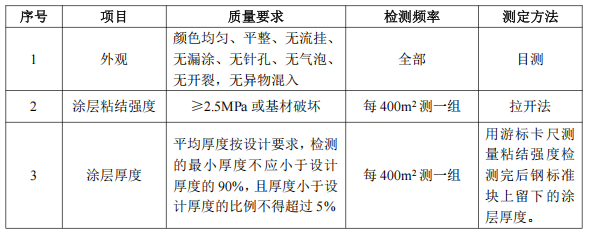 序号 项目 质量要求 检测频率 测定方法
1 外观 颜色均匀、平整、无流挂、无漏涂、无针孔、无气泡、无开裂，无异物混入 全部 目测
2 涂层粘结强度 ≥2.5MPa 或基材破坏 每 400m² 测一组 拉开法
3 涂层厚度 平均厚度按设计要求，检测的最小厚度不应小于设计厚度的 90%，且厚度小于设计厚度的比例不得超过 5% 每 400m² 测一组 用游标卡尺测量粘结强度检测完后钢标准块上留下的涂层厚度。